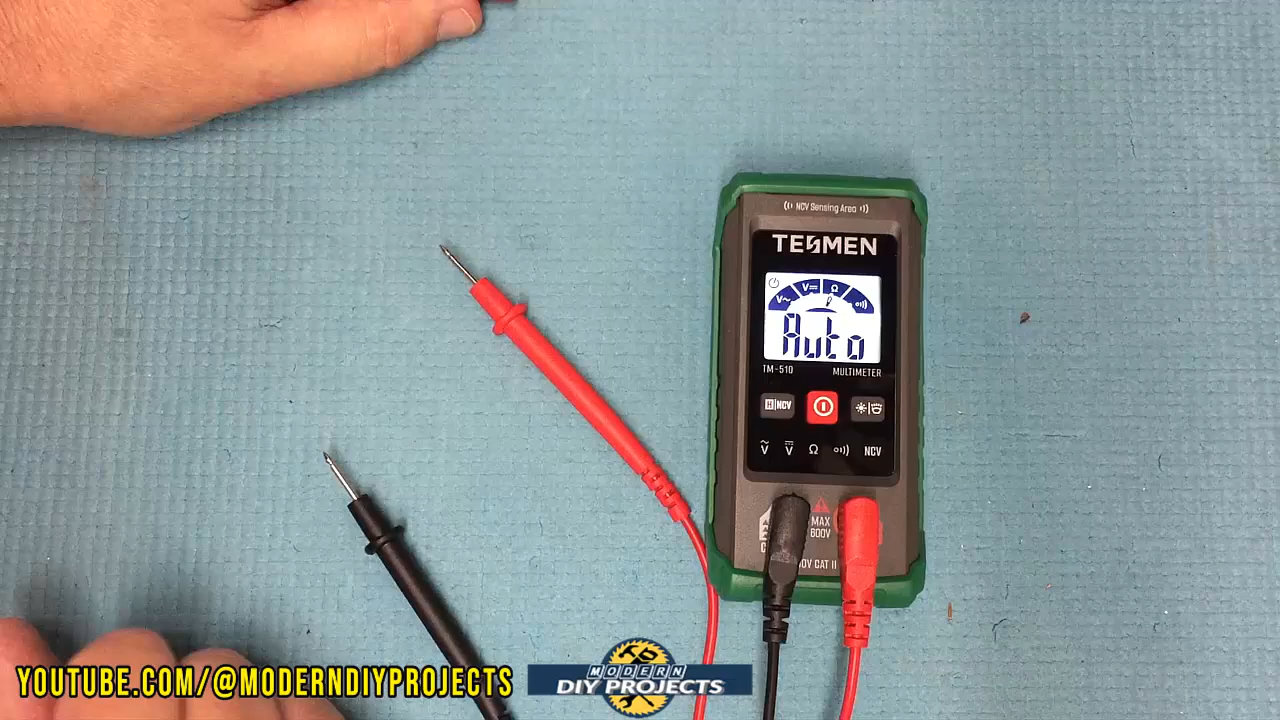 NCV Sensing Area
TESMEN
V~ V Ω
Auto
TM-510 MULTIMETER
H|NCV
V V Ω NCV
MAX
600V
CAT II
YOUTUBE.COM/@MODERNDIYPROJECTS
MODERN
DIY PROJECTS